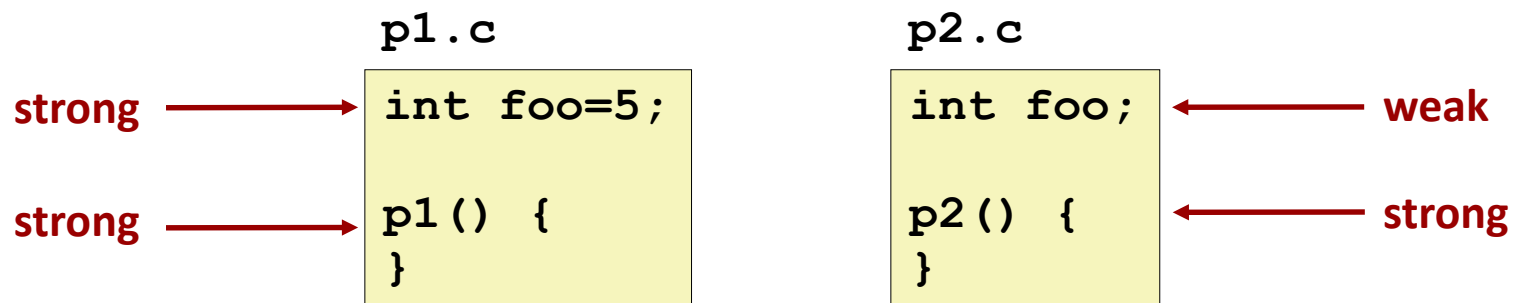 p1.c
p2.c
strong
int foo=5;
int foo;
weak
strong
p1() {
p2() {
strong
}
}